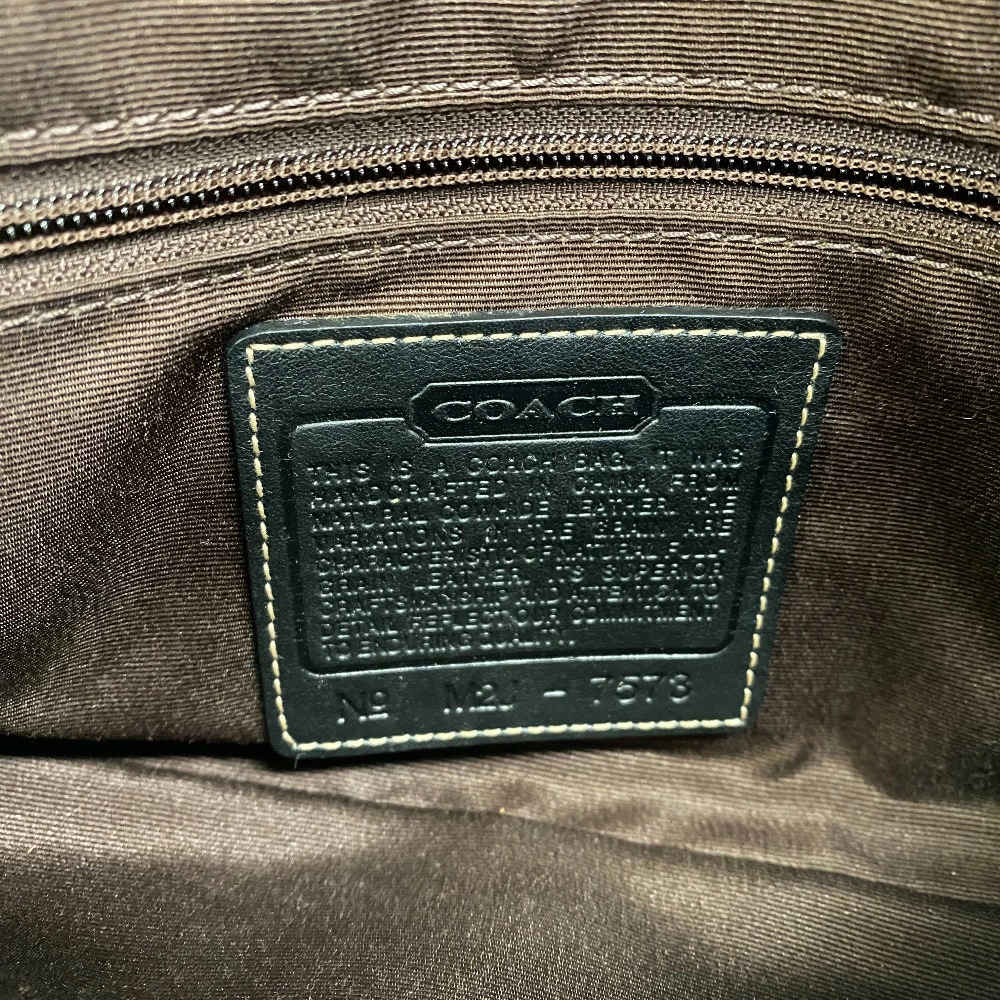 COACH
THIS IS A COACH BAG. IT WAS
HANDCRAFTED IN CHINA FROM
NATURAL COWHIDE LEATHER. THE
VARIATIONS IN THE GRAIN ARE
CHARACTERISTIC OF NATURAL FULL
GRAIN LEATHER. ITS SUPERIOR
CRAFTSMANSHIP AND ATTENTION TO
DETAIL REFLECT OUR COMMITMENT
TO ENDURING QUALITY.
No M2J - 7573